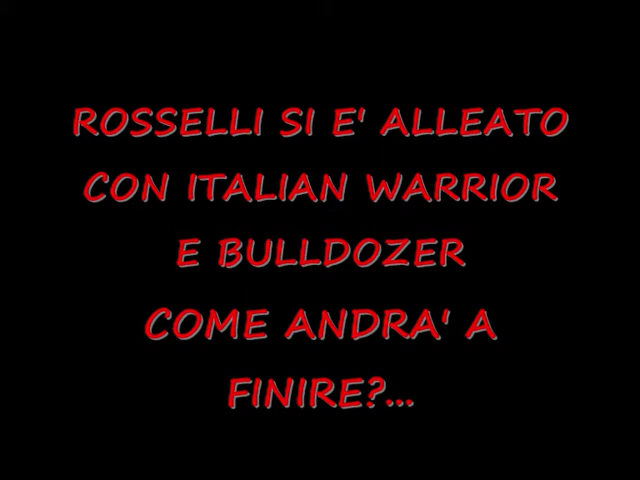 ROSSELLI SI E' ALLEATO
CON ITALIAN WARRIOR
E BULLDOZER
COME ANDRA' A
FINIRE?...